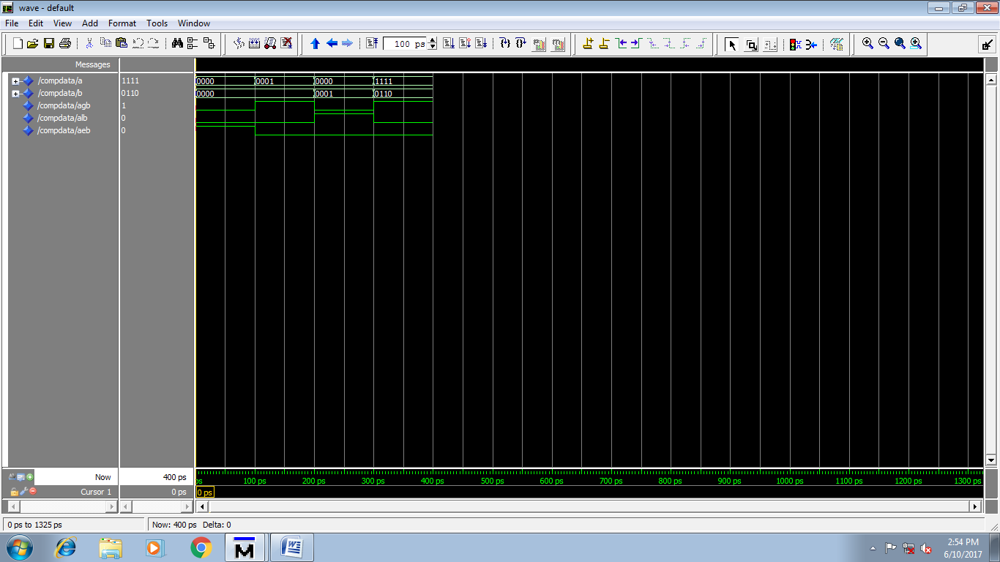 wave - default
File Edit View Add Format Tools Window
100 ps
Messages
/compdata/a 1111 0000 0001 0000 1111
/compdata/b 0110 0000 0001 0110
/compdata/agb 1
/compdata/alb 0
/compdata/aeb 0
Now 400 ps ps 100 ps 200 ps 300 ps 400 ps 500 ps 600 ps 700 ps 800 ps 900 ps 1000 ps 1100 ps 1200 ps 1300 ps
Cursor 1 0 ps 0 ps
0 ps to 1325 ps Now: 400 ps Delta: 0
2:54 PM
6/10/2017